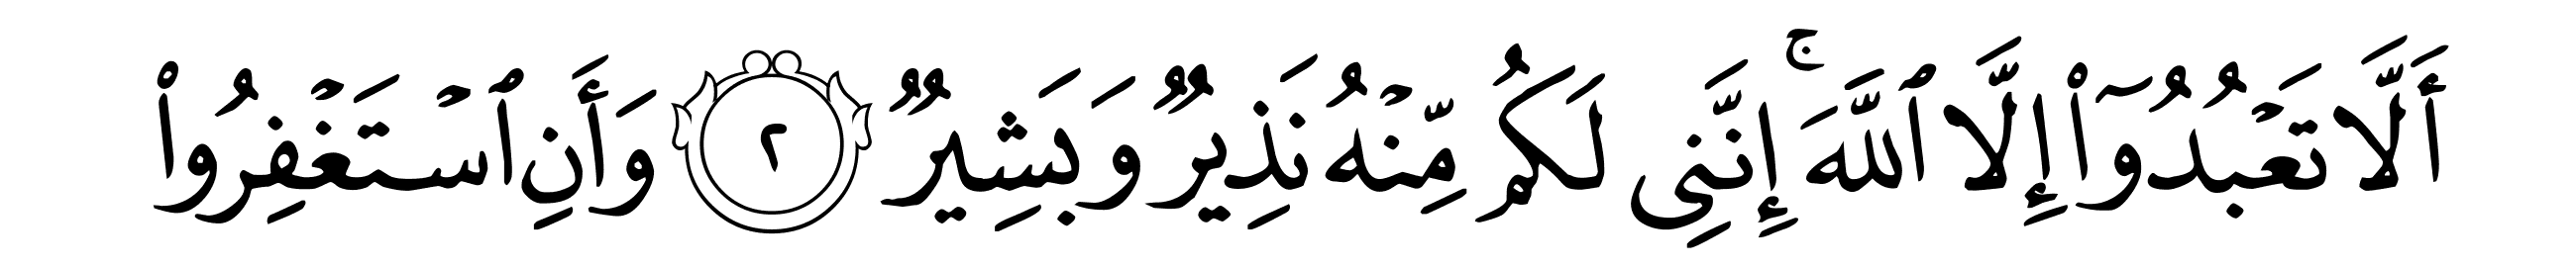 أَلَّا تَعۡبُدُوٓاْ إِلَّا ٱللَّهَۚ إِنَّنِي لَكُم مِّنۡهُ نَذِيرٞ وَبَشِيرٞ ٢ وَأَنِ ٱسۡتَغۡفِرُواْ